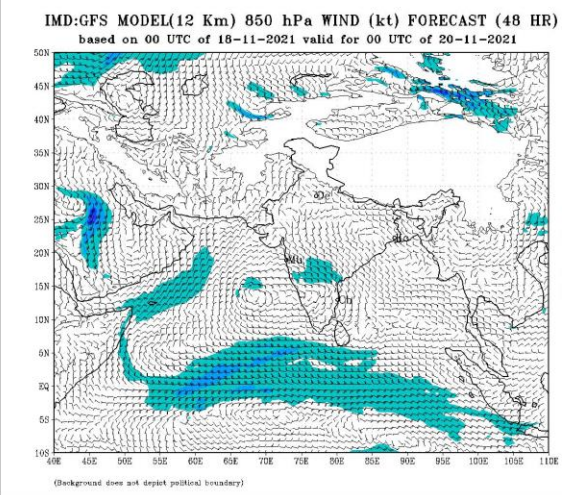 IMD:GFS MODEL(12 Km) 850 hPa WIND (kt) FORECAST (48 HR)
based on 00 UTC of 18-11-2021 valid for 00 UTC of 20-11-2021
50N
45N
40N
35N
30N
25N
20N
15N
10N
5N
EQ
5S
10S
De
Mu
Ch
40E 45E 50E 55E 60E 65E 70E 75E 80E 85E 90E 95E 100E 105E 110E
(Background does not depict political boundary)